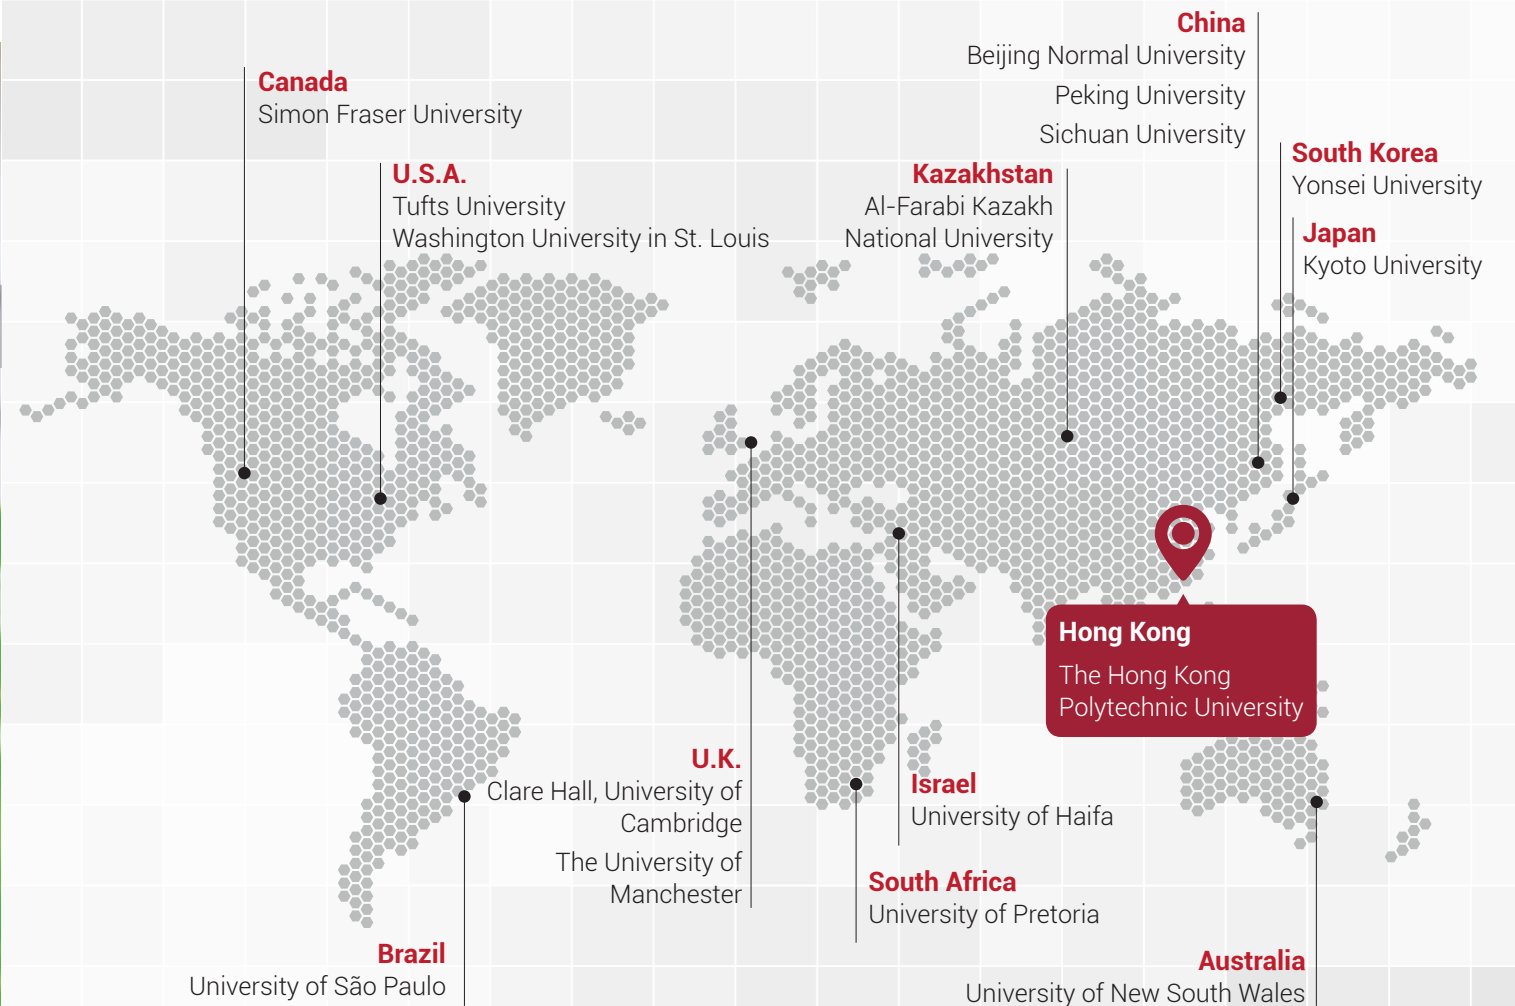 China
Beijing Normal University
Peking University
Sichuan University
Canada
Simon Fraser University
U.S.A.
Tufts University
Washington University in St. Louis
Kazakhstan
Al-Farabi Kazakh
National University
South Korea
Yonsei University
Japan
Kyoto University
Hong Kong
The Hong Kong
Polytechnic University
U.K.
Clare Hall, University of
Cambridge
The University of
Manchester
Israel
University of Haifa
South Africa
University of Pretoria
Brazil
University of São Paulo
Australia
University of New South Wales